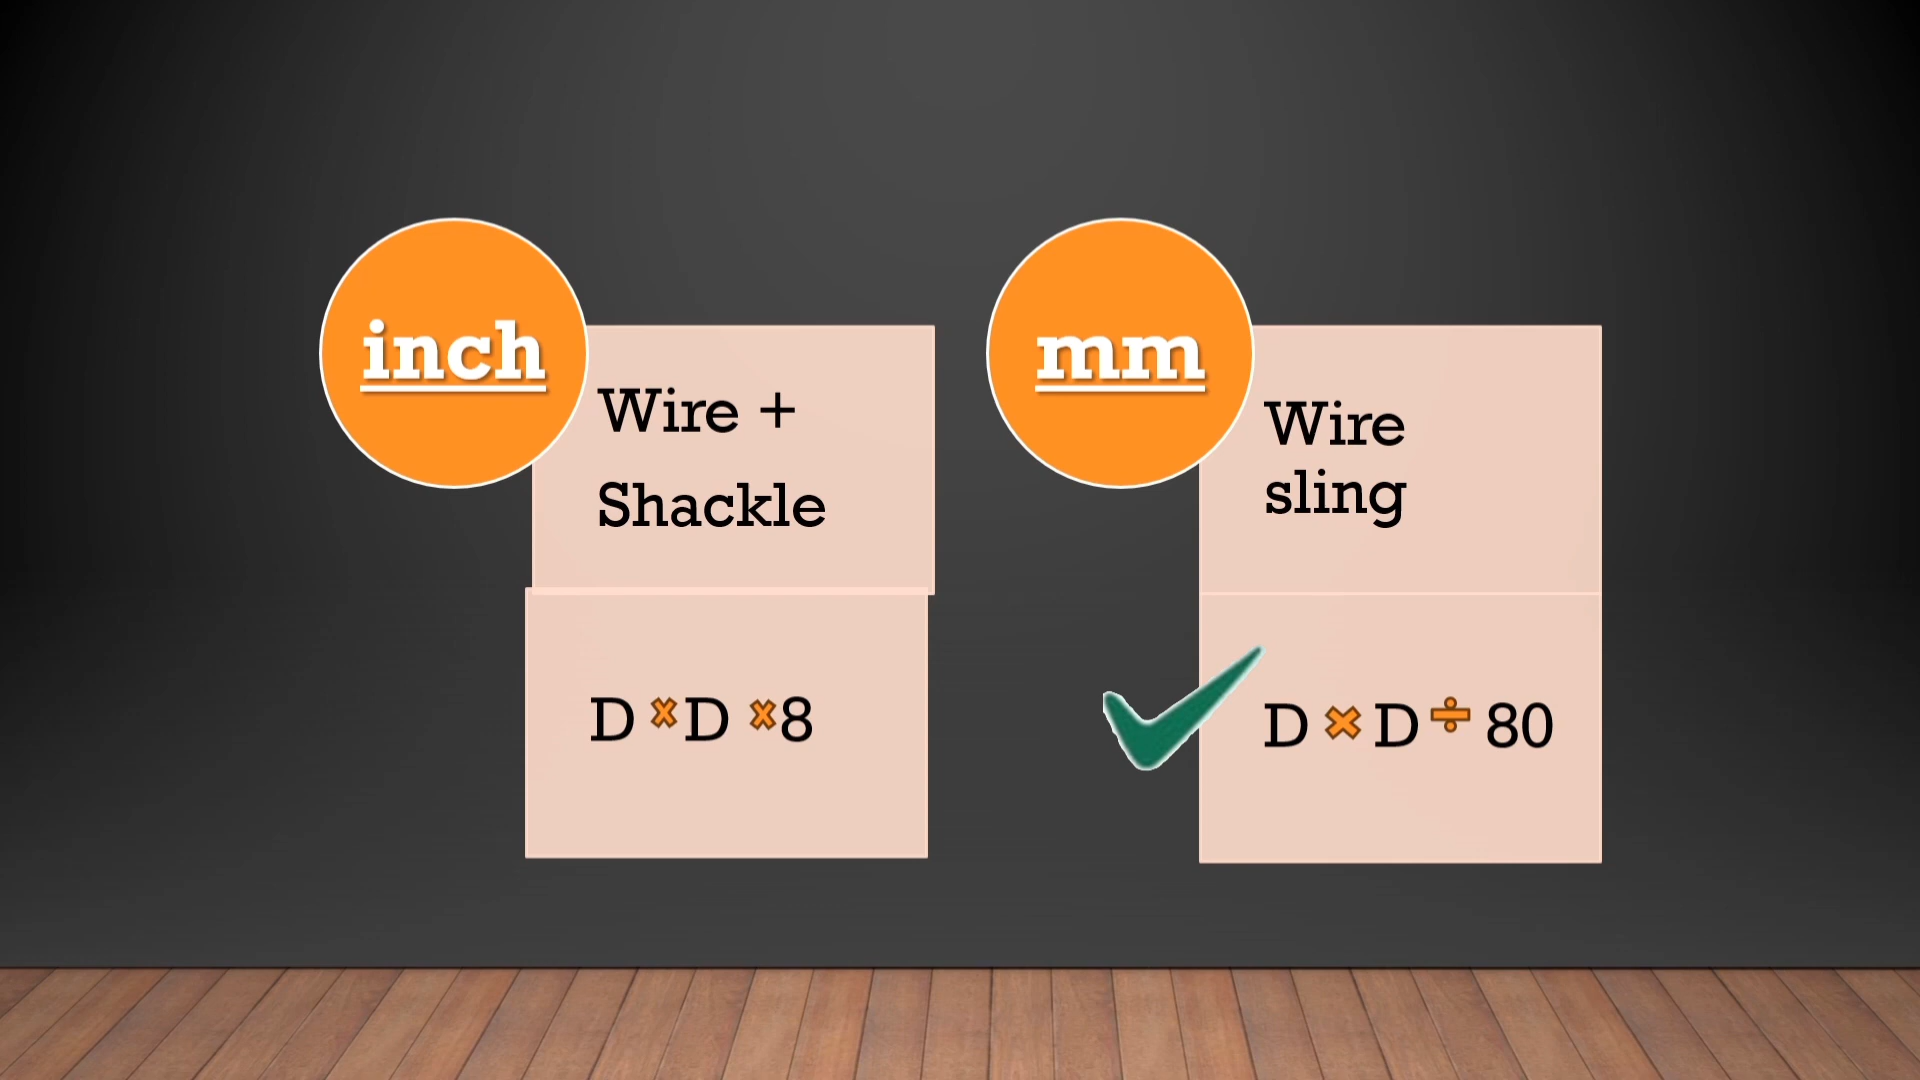 inch
Wire +
Shackle
D × D × 8
mm
Wire
sling
D × D ÷ 80